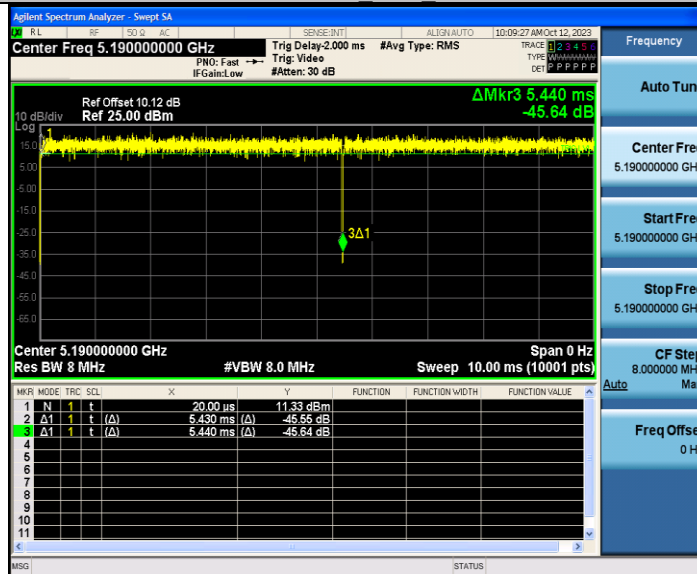 Agilent Spectrum Analyzer - Swept SA
RL RF 50 Ω AC SENSE:INT ALIGN AUTO 10:09:27 AM Oct 12, 2023
Center Freq 5.190000000 GHz
PNO: Fast
IFGain:Low
Trig Delay-2.000 ms
Trig: Video
#Atten: 30 dB
#Avg Type: RMS
TRACE 1 2 3 4 5 6
TYPE
DET P P P P P P
Ref Offset 10.12 dB
Ref 25.00 dBm
ΔMkr3 5.440 ms
-45.64 dB
10 dB/div
Log
15.0
5.00
-5.00
-15.0
-25.0
-35.0
-45.0
-55.0
-65.0
1
3Δ1
Center 5.190000000 GHz Span 0 Hz
Res BW 8 MHz #VBW 8.0 MHz Sweep 10.00 ms (10001 pts)
MKR MODE TRC SCL X Y FUNCTION FUNCTION WIDTH FUNCTION VALUE
1 N 1 t 20.00 µs 11.33 dBm
2 Δ1 1 t (Δ) 5.430 ms (Δ) -45.55 dB
3 Δ1 1 t (Δ) 5.440 ms (Δ) -45.64 dB
4
5
6
7
8
9
10
11
MSG STATUS
Frequency
Auto Tun
Center Fre
5.190000000 GH
Start Fre
5.190000000 GH
Stop Fre
5.190000000 GH
CF Step
8.000000 MH
Auto Ma
Freq Offse
0 H